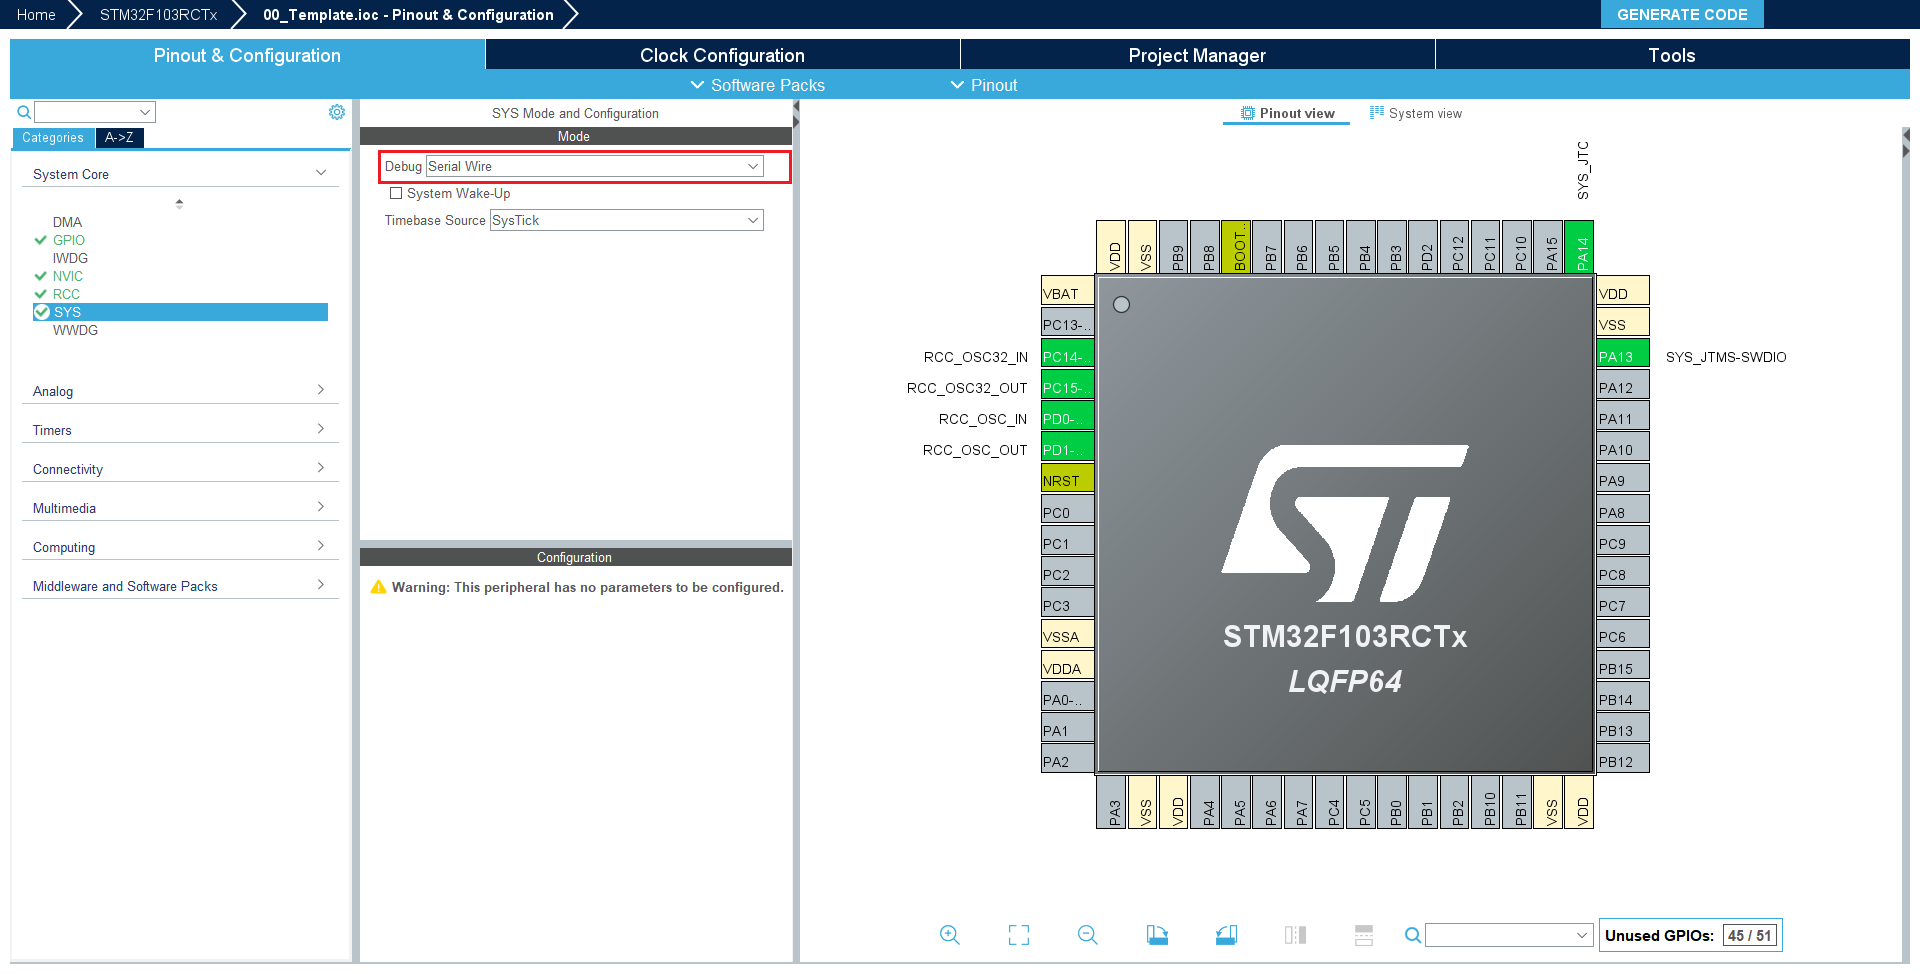 Home
STM32F103RCTx
00_Template.ioc - Pinout & Configuration
GENERATE CODE
Pinout & Configuration
Clock Configuration
Project Manager
Tools
Software Packs
Pinout
Categories
A->Z
System Core
DMA
GPIO
IWDG
NVIC
RCC
SYS
WWDG
Analog
Timers
Connectivity
Multimedia
Computing
Middleware and Software Packs
SYS Mode and Configuration
Mode
Debug Serial Wire
System Wake-Up
Timebase Source SysTick
Configuration
Warning: This peripheral has no parameters to be configured.
Pinout view
System view
SYS_JTC
VDD
VSS
PB9
PB8
BOOT..
PB7
PB6
PB5
PB4
PB3
PD2
PC12
PC11
PC10
PA15
PA14
VBAT
PC13-..
RCC_OSC32_IN PC14-..
RCC_OSC32_OUT PC15-..
RCC_OSC_IN PD0-..
RCC_OSC_OUT PD1-..
NRST
PC0
PC1
PC2
PC3
VSSA
VDDA
PA0-..
PA1
PA2
ST
STM32F103RCTx
LQFP64
VDD
VSS
PA13 SYS_JTMS-SWDIO
PA12
PA11
PA10
PA9
PA8
PC9
PC8
PC7
PC6
PB15
PB14
PB13
PB12
PA3
VSS
VDD
PA4
PA5
PA6
PA7
PC4
PC5
PB0
PB1
PB2
PB10
PB11
VSS
VDD
Unused GPIOs: 45 / 51